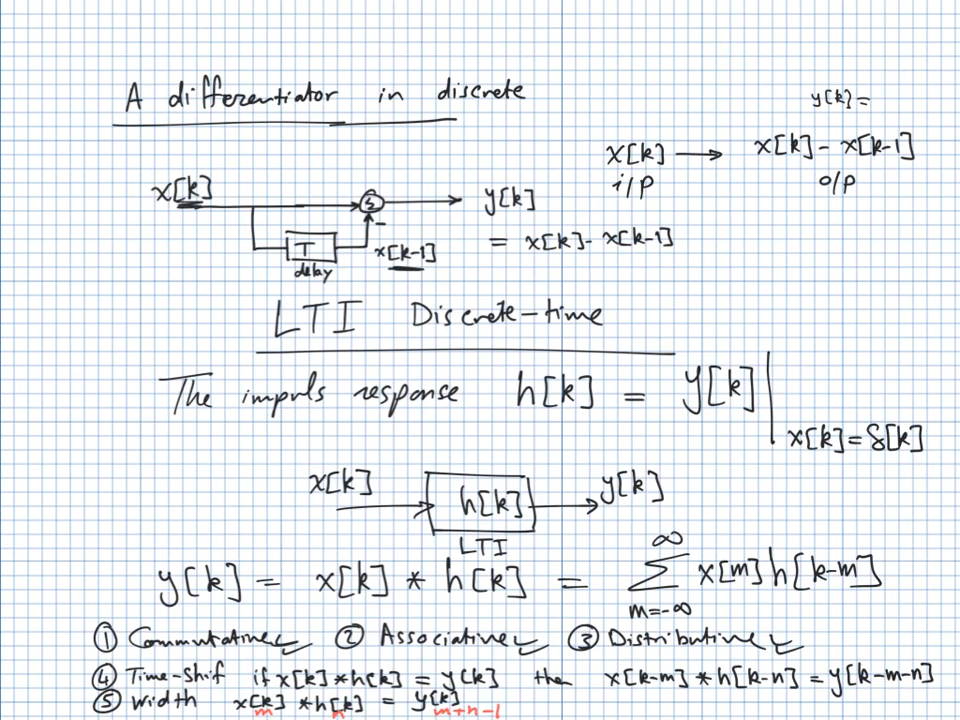 A differentiator in discrete
y[k] =
x[k] → x[k] - x[k-1]
i/p o/p
x[k] Σ y[k]
-
T x[k-1] = x[k] - x[k-1]
delay
LTI Discrete-time
The impuls response h[k] = y[k] |
x[k] = δ[k]
x[k] h[k] y[k]
LTI
y[k] = x[k] * h[k] = ∑ x[m] h[k-m]
∞
m=-∞
① Commutative ✓ ② Associative ✓ ③ Distributive ✓
④ Time-Shif if x[k] * h[k] = y[k] then x[k-m] * h[k-n] = y[k-m-n]
⑤ width x[k] * h[k] = y[k]
m n m+n-1